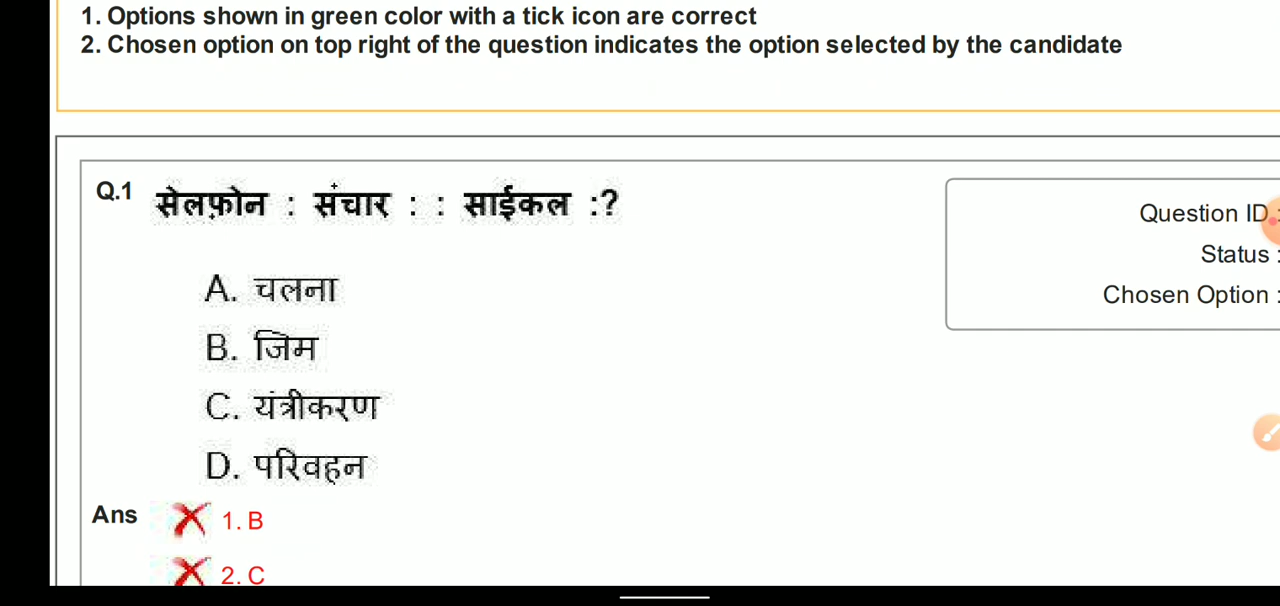 1. Options shown in green color with a tick icon are correct
2. Chosen option on top right of the question indicates the option selected by the candidate
Q.1 सेलफ़ोन : संचार : : साईकल :?
Question ID :
Status :
Chosen Option :
A. चलना
B. जिम
C. यंत्रीकरण
D. परिवहन
Ans 1. B
2. C